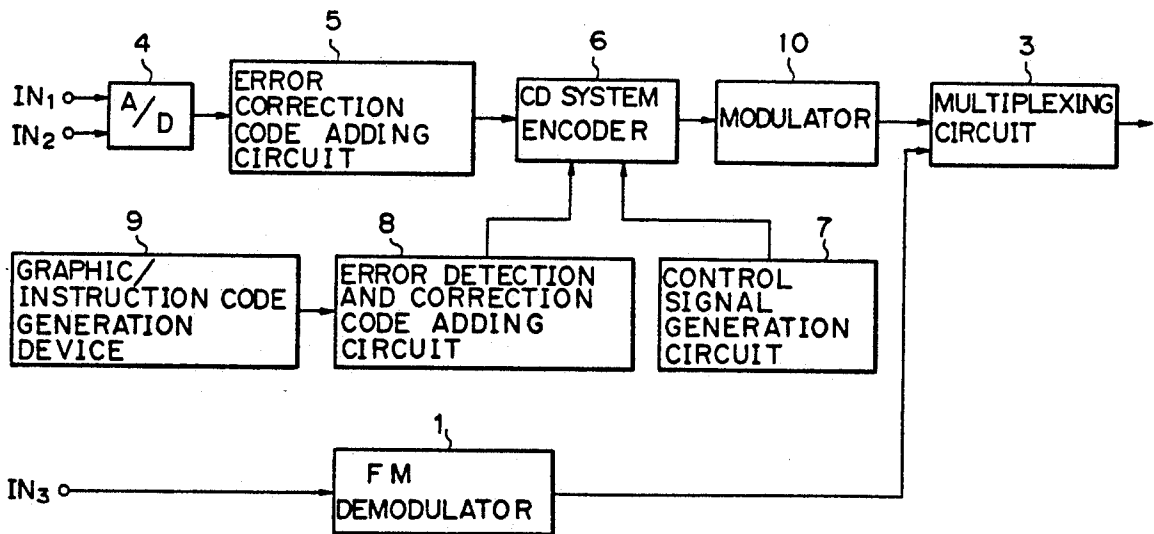 4
IN1
IN2
A/D
5
ERROR
CORRECTION
CODE ADDING
CIRCUIT
6
CD SYSTEM
ENCODER
10
MODULATOR
3
MULTIPLEXING
CIRCUIT
9
GRAPHIC/
INSTRUCTION CODE
GENERATION
DEVICE
8
ERROR DETECTION
AND CORRECTION
CODE ADDING
CIRCUIT
7
CONTROL
SIGNAL
GENERATION
CIRCUIT
1
IN3
FM
DEMODULATOR